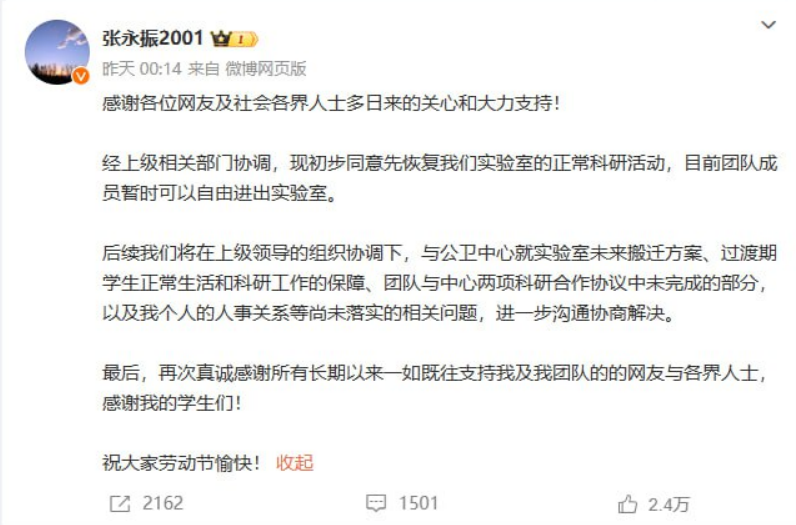 张永振2001
昨天 00:14 来自 微博网页版
感谢各位网友及社会各界人士多日来的关心和大力支持！
经上级相关部门协调，现初步同意先恢复我们实验室的正常科研活动，目前团队成
员暂时可以自由进出实验室。
后续我们将在上级领导的组织协调下，与公卫中心就实验室未来搬迁方案、过渡期
学生正常生活和科研工作的保障、团队与中心两项科研合作协议中未完成的部分，
以及我个人的人事关系等尚未落实的相关问题，进一步沟通协商解决。
最后，再次真诚感谢所有长期以来一如既往支持我及我团队的的网友与各界人士，
感谢我的学生们！
祝大家劳动节愉快！ 收起
2162 1501 2.4万